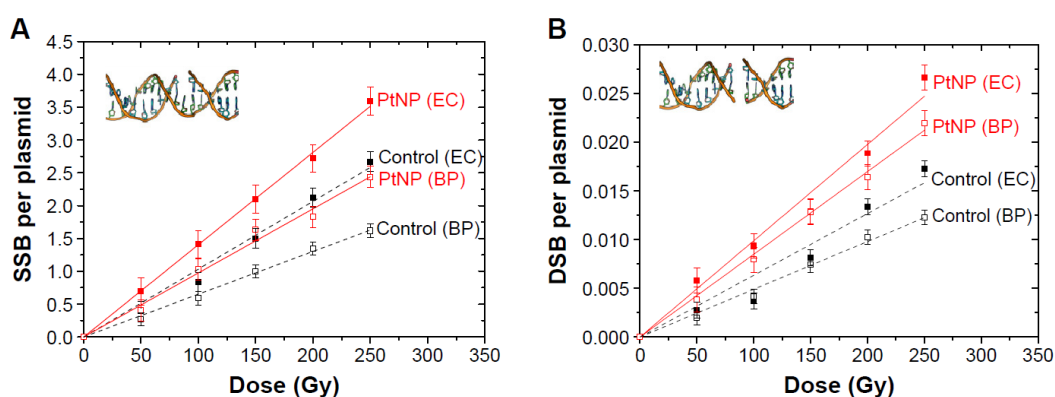 A
SSB per plasmid
4.5
4.0
3.5
3.0
2.5
2.0
1.5
1.0
0.5
0.0
PtNP (EC)
Control (EC)
PtNP (BP)
Control (BP)
0 50 100 150 200 250 300 350
Dose (Gy)
B
DSB per plasmid
0.030
0.025
0.020
0.015
0.010
0.005
0.000
PtNP (EC)
PtNP (BP)
Control (EC)
Control (BP)
0 50 100 150 200 250 300 350
Dose (Gy)